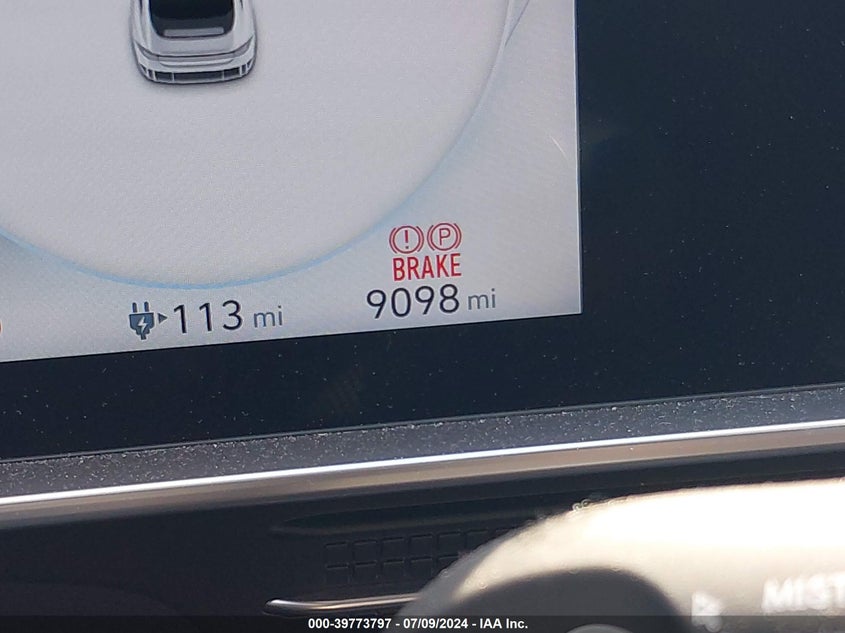 (!) (P)
BRAKE
113 mi
9098 mi
MIST
000-39773797 - 07/09/2024 - IAA Inc.